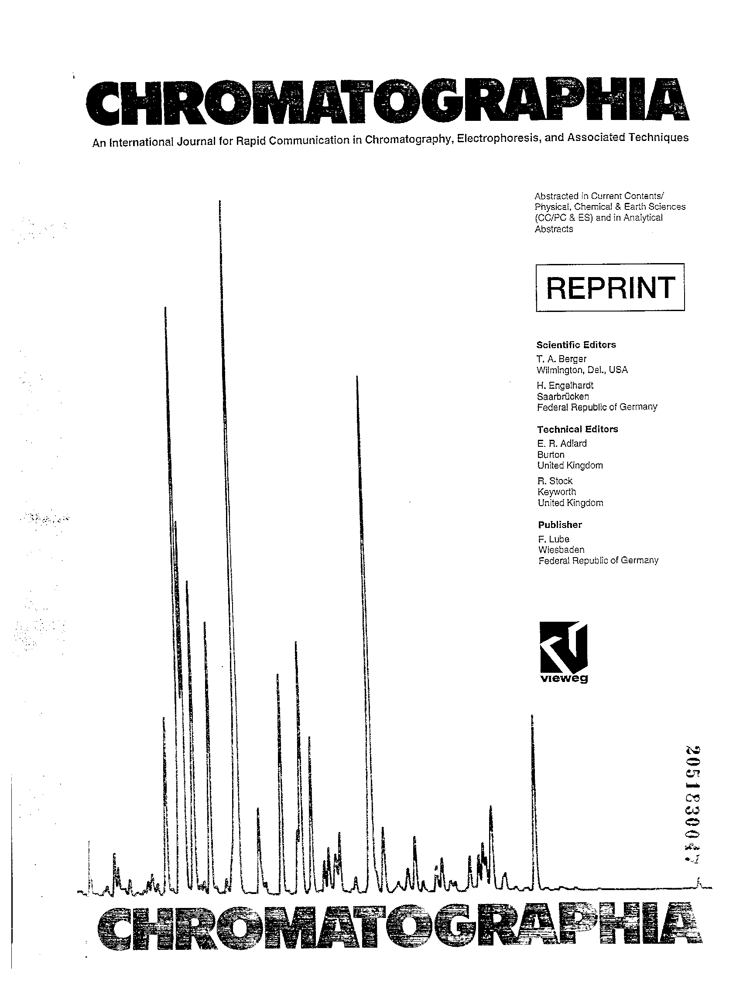 CHROMATOGRAPHIA
An International Journal for Rapid Communication in Chromatography, Electrophoresis, and Associated Techniques
Abstracted in Current Contents/
Physical, Chemical & Earth Sciences
(CC/PC & ES) and in Analytical
Abstracts
REPRINT
Scientific Editors
T. A. Berger
Wilmington, Del., USA
H. Engelhardt
Saarbrücken
Federal Republic of Germany
Technical Editors
E. R. Adlard
Burton
United Kingdom
R. Stock
Keyworth
United Kingdom
Publisher
F. Lube
Wiesbaden
Federal Republic of Germany
vieweg
CHROMATOGRAPHIA